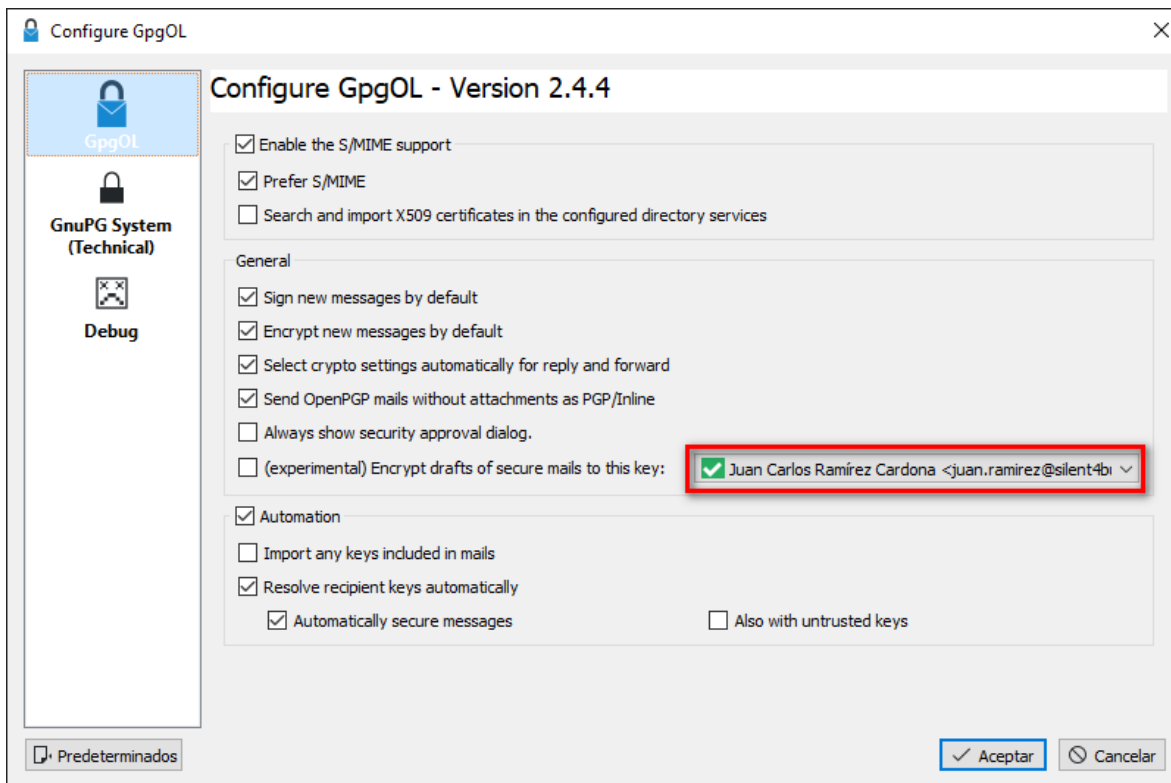 Configure GpgOL
GpgOL
GnuPG System
(Technical)
Debug
Configure GpgOL - Version 2.4.4
Enable the S/MIME support
Prefer S/MIME
Search and import X509 certificates in the configured directory services
General
Sign new messages by default
Encrypt new messages by default
Select crypto settings automatically for reply and forward
Send OpenPGP mails without attachments as PGP/Inline
Always show security approval dialog.
(experimental) Encrypt drafts of secure mails to this key: Juan Carlos Ramírez Cardona <juan.ramirez@silent4bu
Automation
Import any keys included in mails
Resolve recipient keys automatically
Automatically secure messages Also with untrusted keys
Predeterminados Aceptar Cancelar